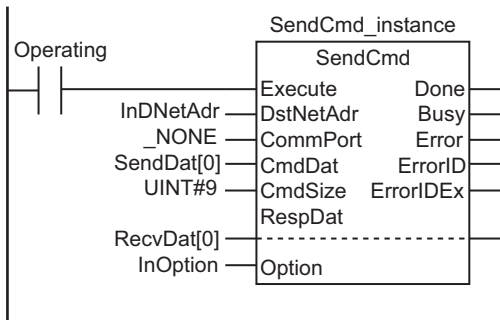 SendCmd_instance
Operating
SendCmd
Execute Done
InDNetAdr DstNetAdr Busy
_NONE CommPort Error
SendDat[0] CmdDat ErrorID
UINT#9 CmdSize ErrorIDEx
RespDat
RecvDat[0]
InOption Option